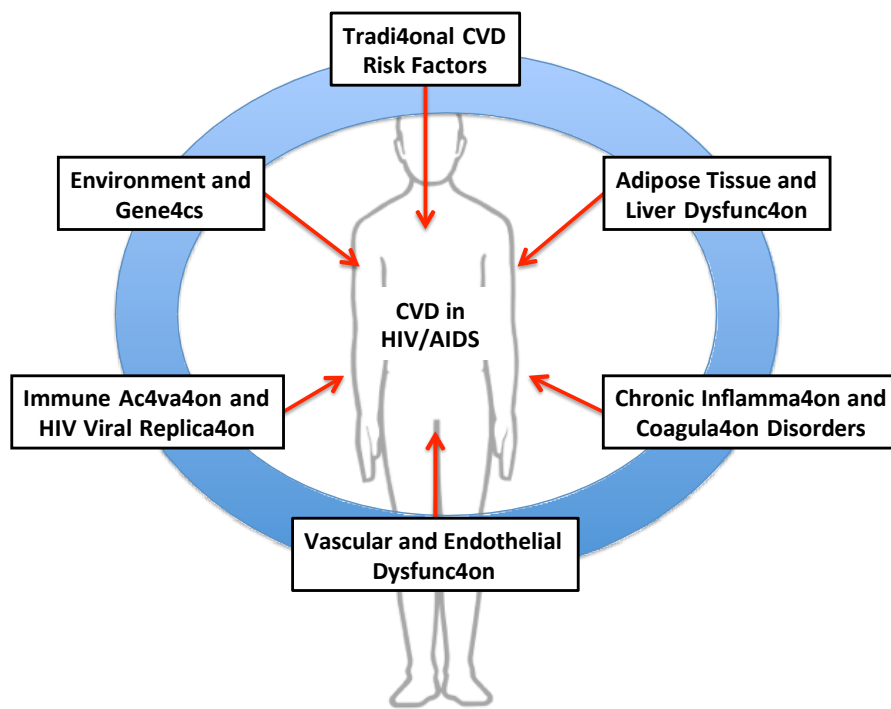 Tradi4onal CVD
Risk Factors
Environment and
Gene4cs
Adipose Tissue and
Liver Dysfunc4on
CVD in
HIV/AIDS
Immune Ac4va4on and
HIV Viral Replica4on
Chronic Inflamma4on and
Coagula4on Disorders
Vascular and Endothelial
Dysfunc4on